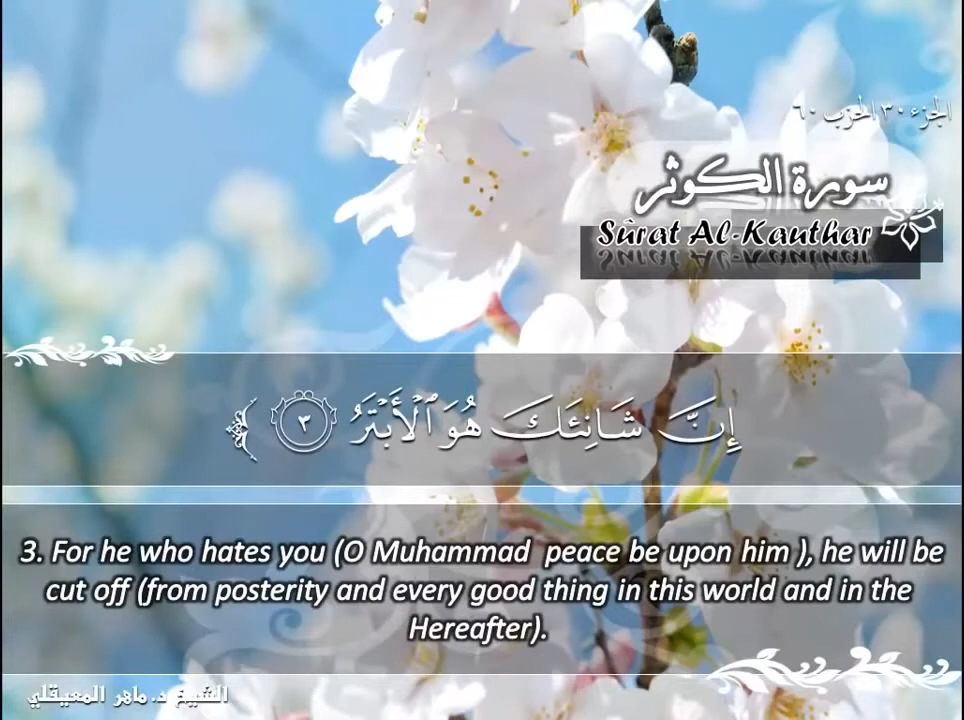 الجزء ٣٠ الحزب ٦٠
سورة الكوثر
Sûrat Al-Kauthar
إِنَّ شَانِئَكَ هُوَ ٱلْأَبْتَرُ ٣
3. For he who hates you (O Muhammad peace be upon him ), he will be
cut off (from posterity and every good thing in this world and in the
Hereafter).
الشيخ د. ماهر المعيقلي